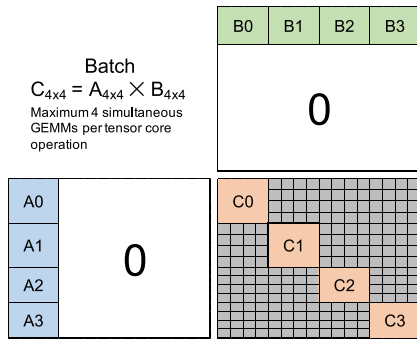 B0 B1 B2 B3
Batch
C4x4 = A4x4 ✕ B4x4
Maximum 4 simultaneous
GEMMs per tensor core
operation
0
A0
A1
A2
A3
0
C0
C1
C2
C3